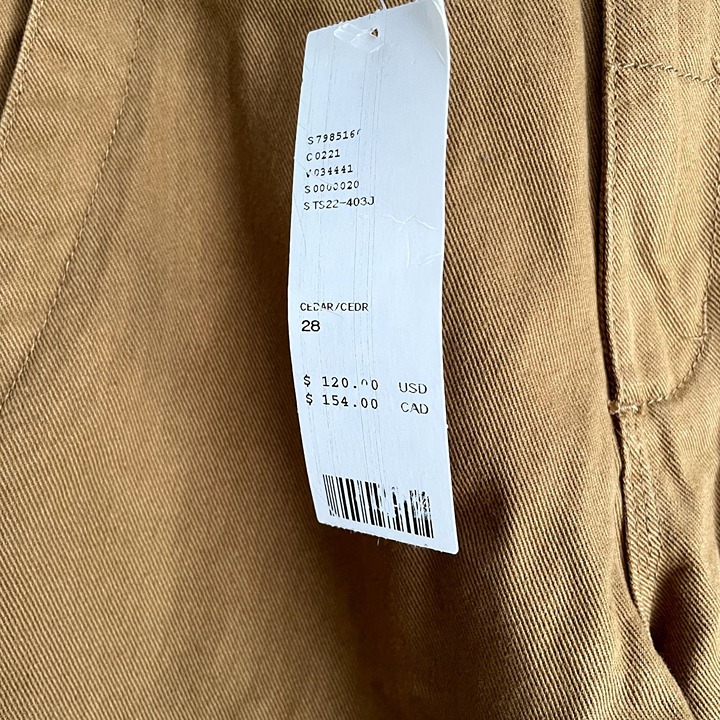 S798516
C0221
V034441
S0000020
STS22-403J
CEDAR/CEDR
28
$ 120.00 USD
$ 154.00 CAD